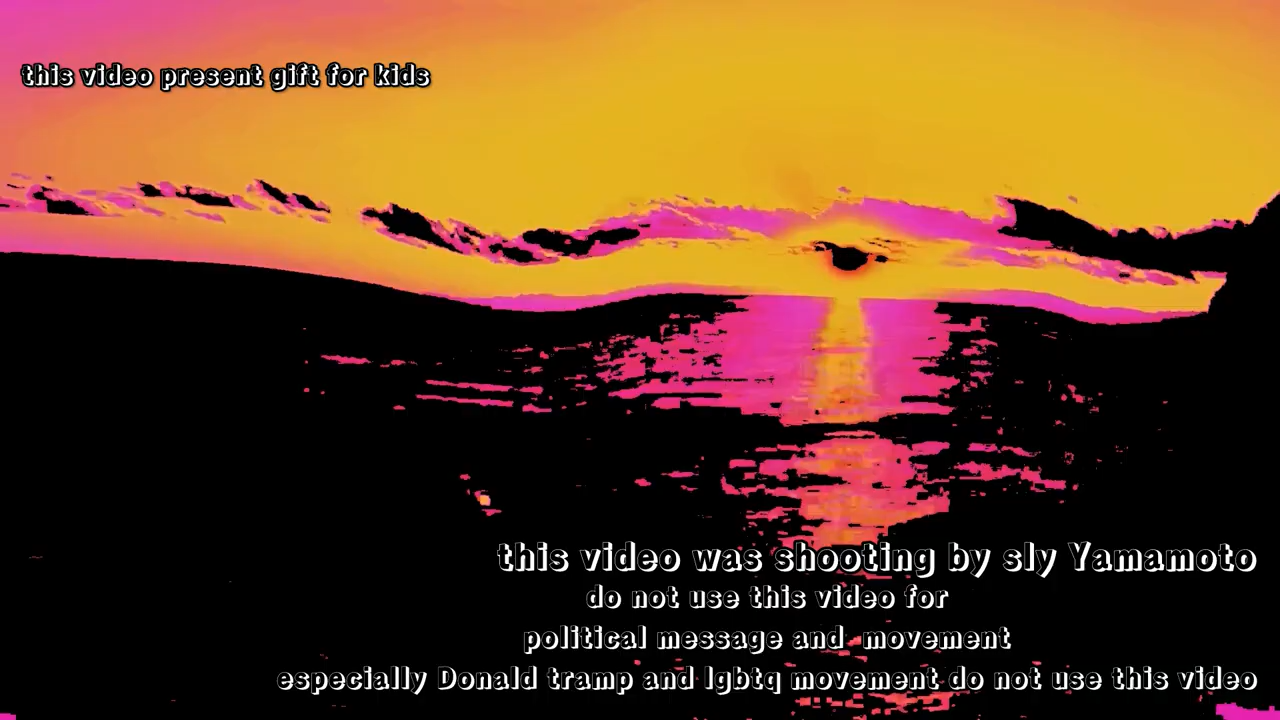 this video present gift for kids
this video was shooting by sly Yamamoto
do not use this video for
political message and movement
especially Donald tramp and lgbtq movement do not use this video